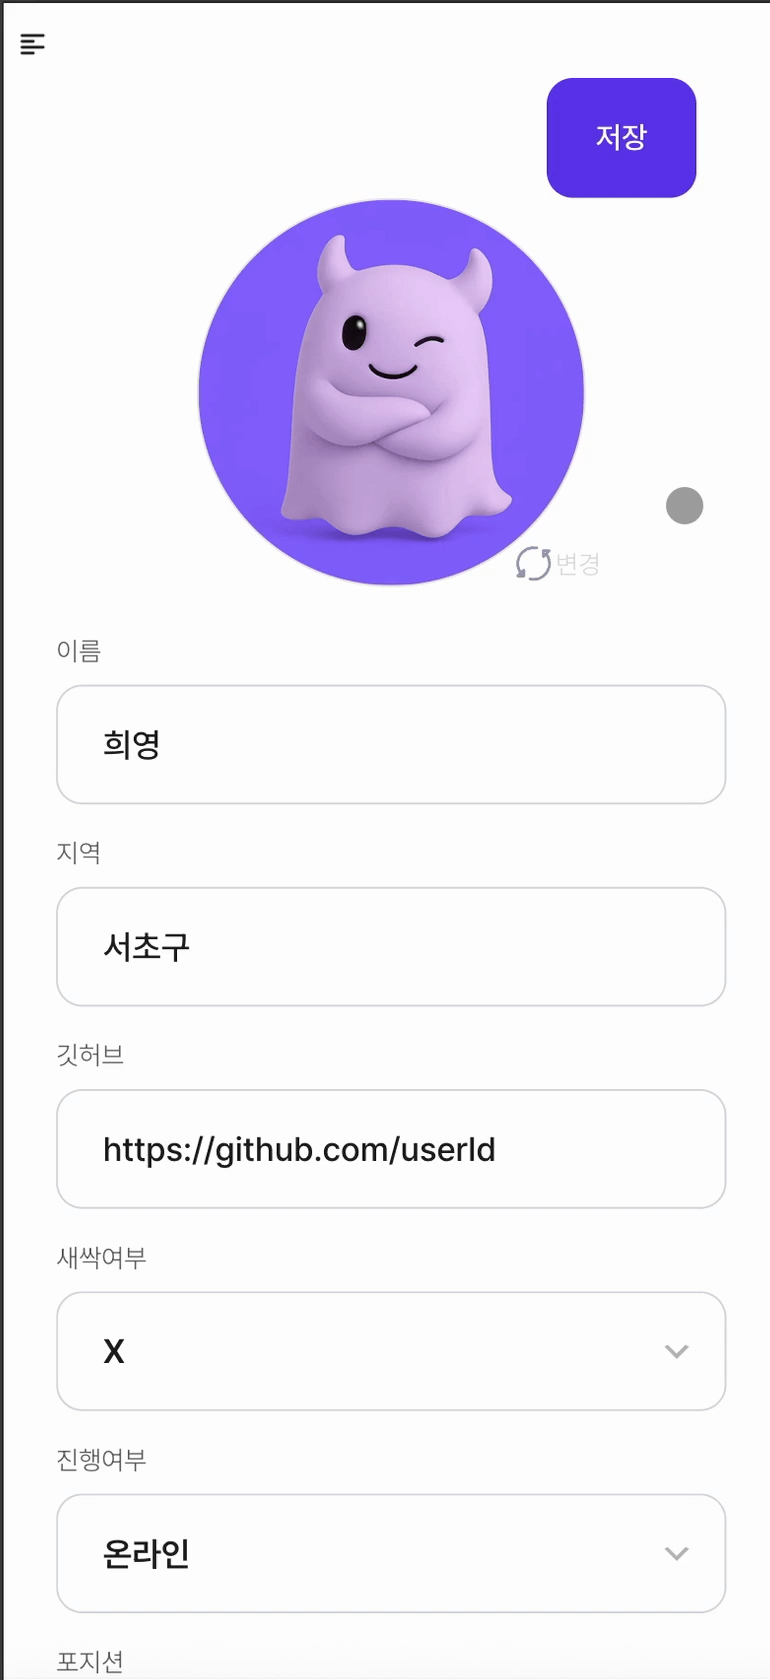 저장
변경
이름
희영
지역
서초구
깃허브
https://github.com/userId
새싹여부
X
진행여부
온라인
포지션